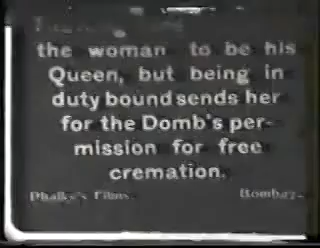 the woman to be his
Queen, but being in
duty bound sends her
for the Domb's per-
mission for free
cremation.
Phalke's Films Bombay.